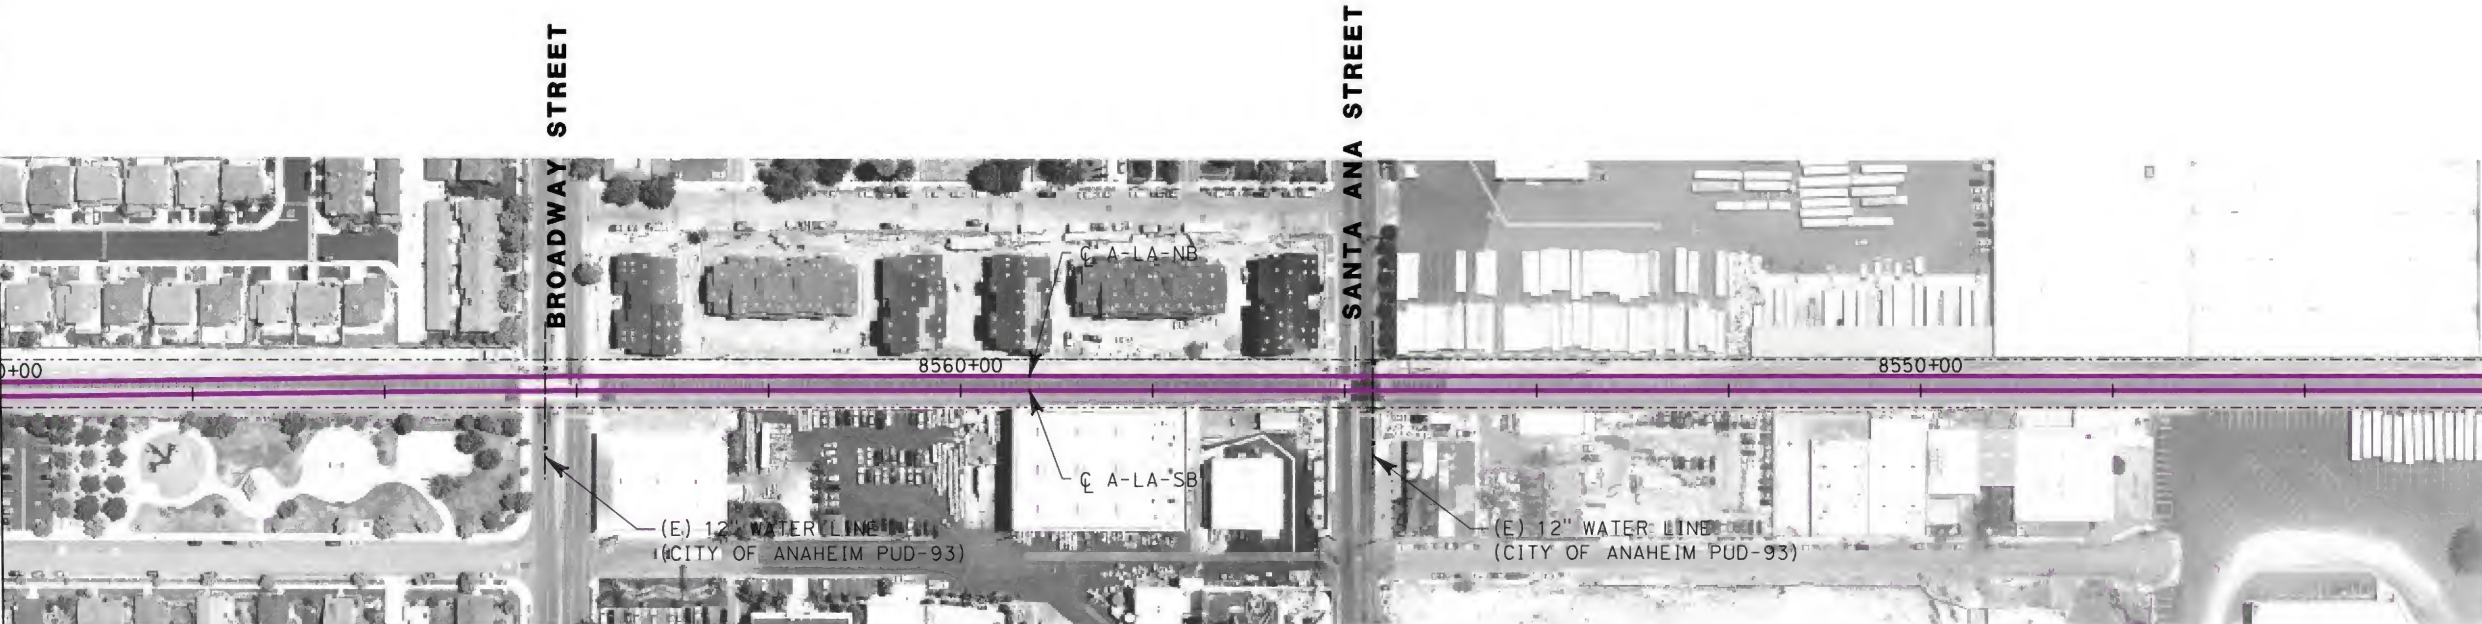 BROADWAY STREET
SANTA ANA STREET
℄ A-LA-NB
0+00
8560+00
8550+00
℄ A-LA-SB
(E) 12" WATER LINE
(CITY OF ANAHEIM PUD-93)
(E) 12" WATER LINE
(CITY OF ANAHEIM PUD-93)